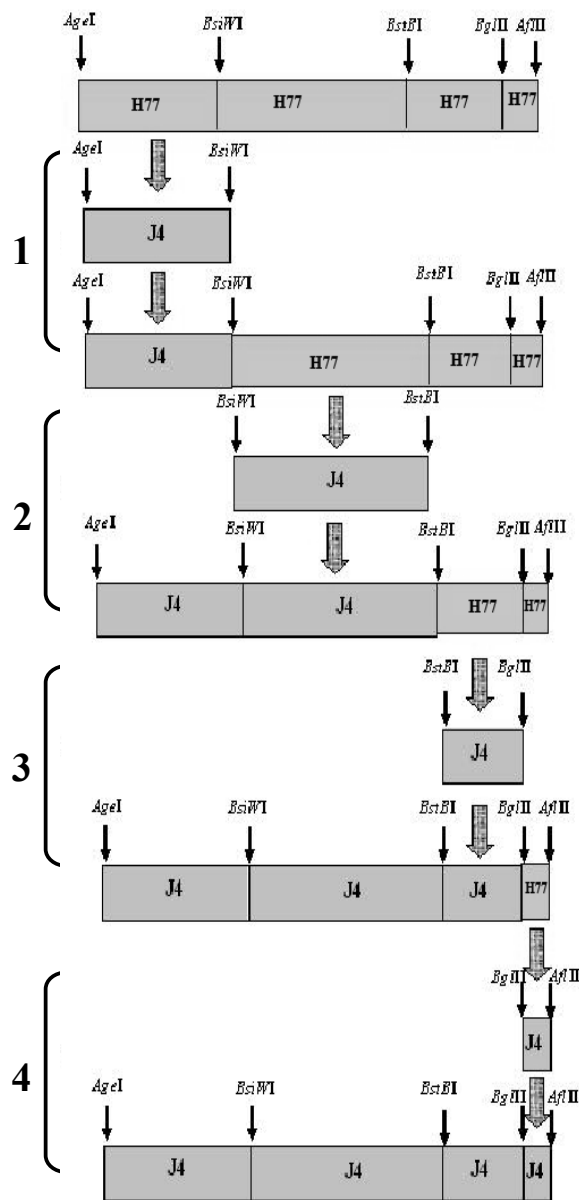 AgeI BsiWI BstBI BglII AflII
H77 H77 H77 H77
AgeI BsiWI
1
J4
AgeI BsiWI BstBI BglII AflII
J4 H77 H77 H77
BsiWI BstBI
2
J4
AgeI BsiWI BstBI BglII AflII
J4 J4 H77 H77
BstBI BglII
3
J4
AgeI BsiWI BstBI BglII AflII
J4 J4 J4 H77
BglII AflII
4
J4
AgeI BsiWI BstBI BglII AflII
J4 J4 J4 J4